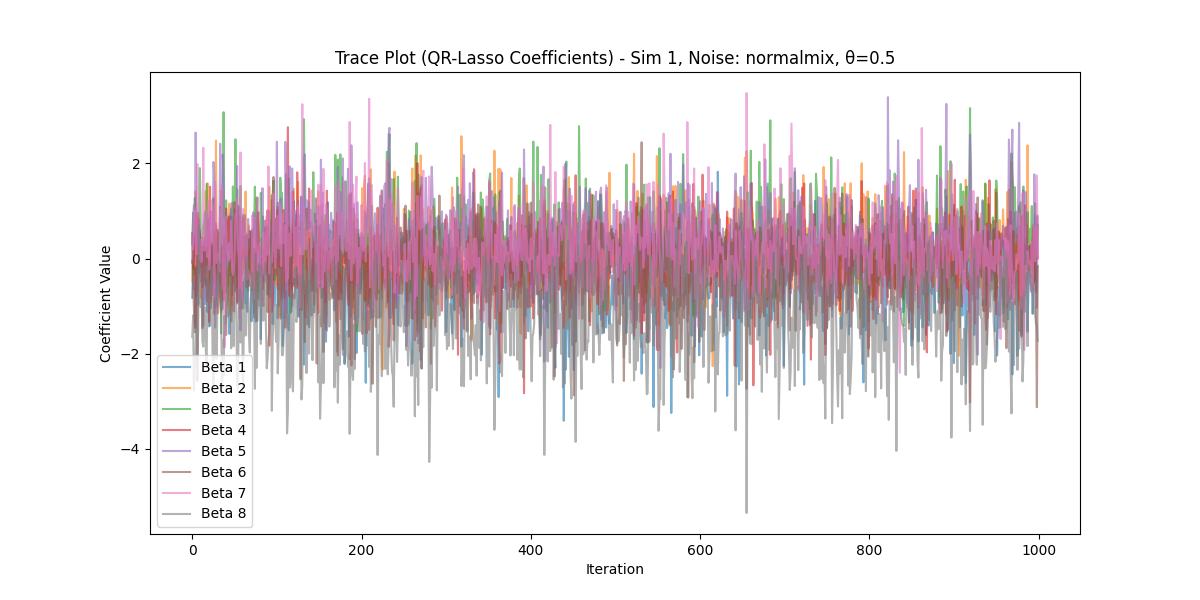 Trace Plot (QR-Lasso Coefficients) - Sim 1, Noise: normalmix, θ=0.5
Coefficient Value
2
0
−2
−4
Beta 1
Beta 2
Beta 3
Beta 4
Beta 5
Beta 6
Beta 7
Beta 8
0 200 400 600 800 1000
Iteration